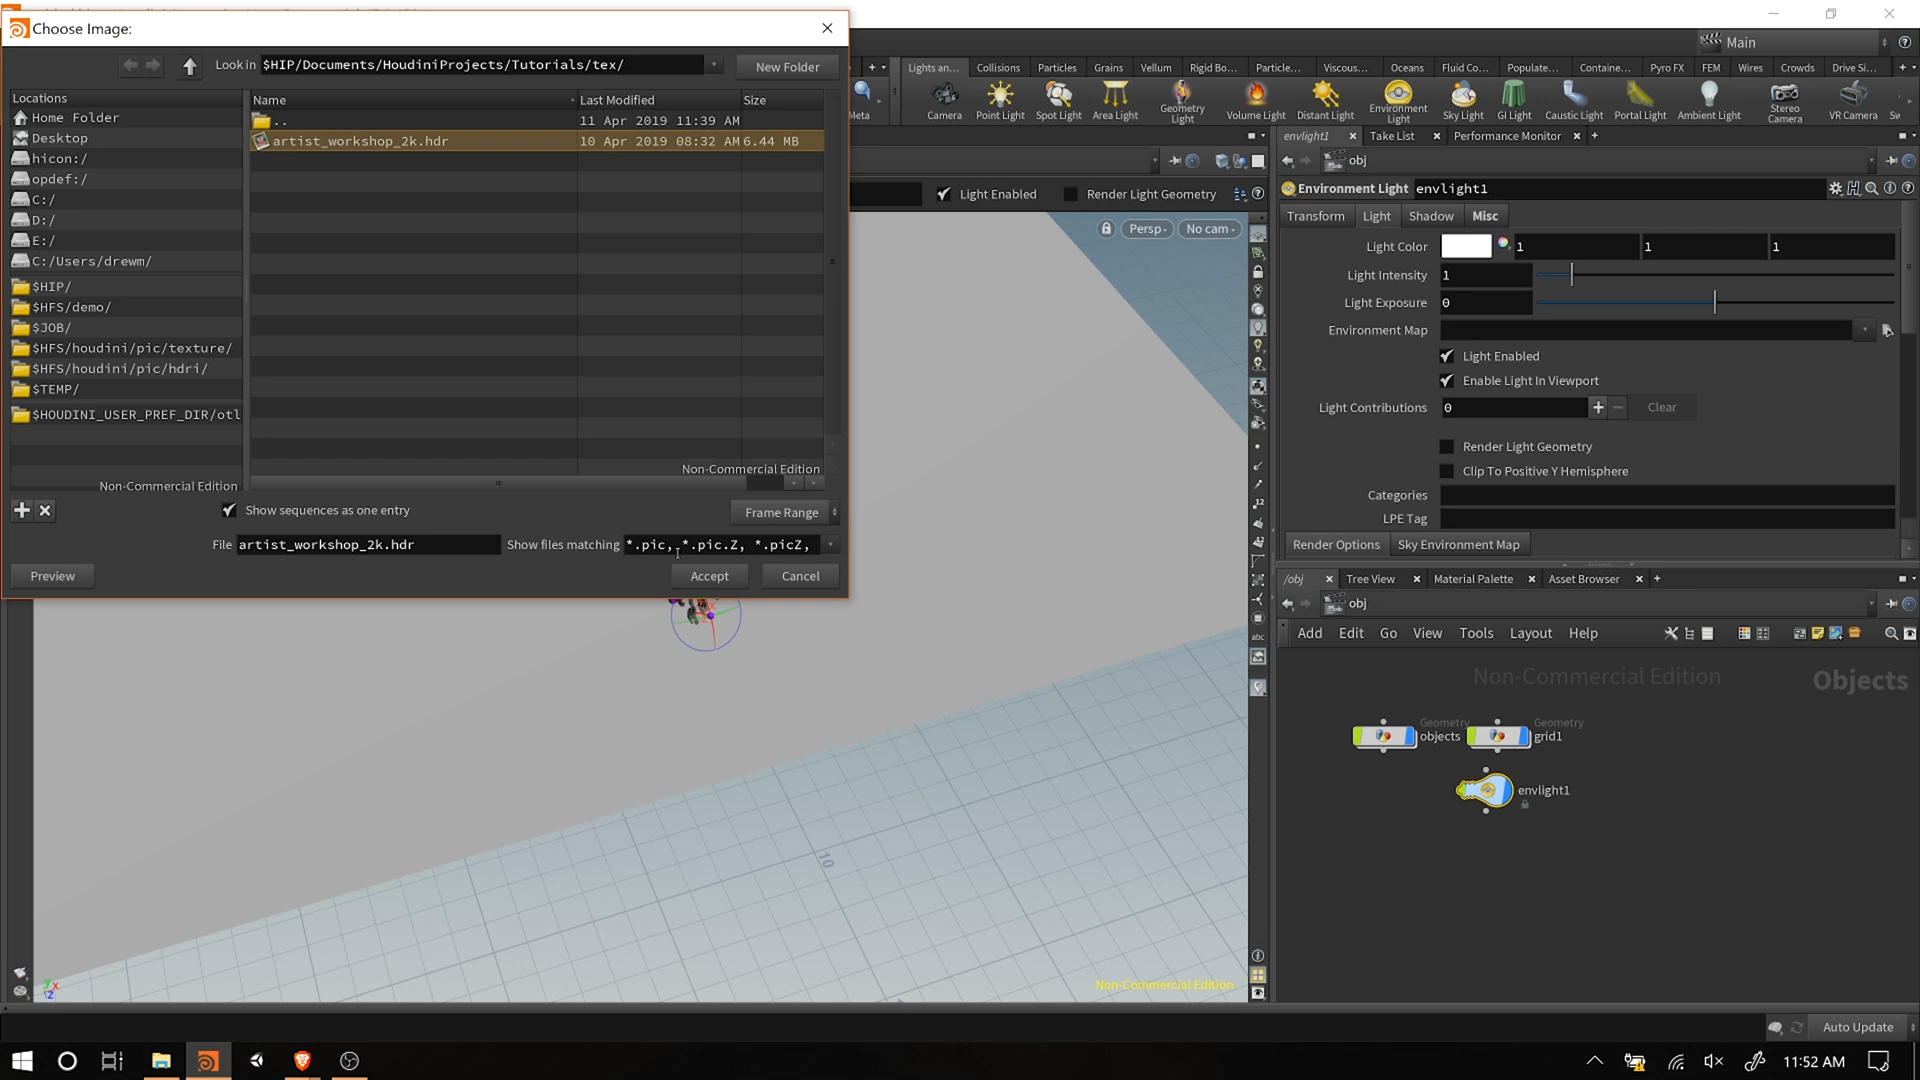 Choose Image:
Main
Look in $HIP/Documents/HoudiniProjects/Tutorials/tex/
New Folder
Locations
Home Folder
Desktop
hicon:/
opdef:/
C:/
D:/
E:/
C:/Users/drewm/
$HIP/
$HFS/demo/
$JOB/
$HFS/houdini/pic/texture/
$HFS/houdini/pic/hdri/
$TEMP/
$HOUDINI_USER_PREF_DIR/otl
Non-Commercial Edition
Name Last Modified Size
.. 11 Apr 2019 11:39 AM
artist_workshop_2k.hdr 10 Apr 2019 08:32 AM 6.44 MB
Non-Commercial Edition
Show sequences as one entry
Frame Range
File artist_workshop_2k.hdr Show files matching *.pic, *.pic.Z, *.picZ,
Preview Accept Cancel
Lights an... Collisions Particles Grains Vellum Rigid Bo... Particle... Viscous... Oceans Fluid Co... Populate... Containe... Pyro FX FEM Wires Crowds Drive Si...
Meta Camera Point Light Spot Light Area Light Geometry Light Volume Light Distant Light Environment Light Sky Light GI Light Caustic Light Portal Light Ambient Light Stereo Camera VR Camera Sw
Light Enabled Render Light Geometry
Persp No cam
abc
10
Non-Commercial Edition
envlight1 Take List Performance Monitor
obj
Environment Light envlight1
Transform Light Shadow Misc
Light Color 1 1 1
Light Intensity 1
Light Exposure 0
Environment Map
Light Enabled
Enable Light In Viewport
Light Contributions 0 Clear
Render Light Geometry
Clip To Positive Y Hemisphere
Categories
LPE Tag
Render Options Sky Environment Map
/obj Tree View Material Palette Asset Browser
obj
Add Edit Go View Tools Layout Help
Non-Commercial Edition Objects
Geometry
objects
Geometry
grid1
envlight1
Auto Update
11:52 AM